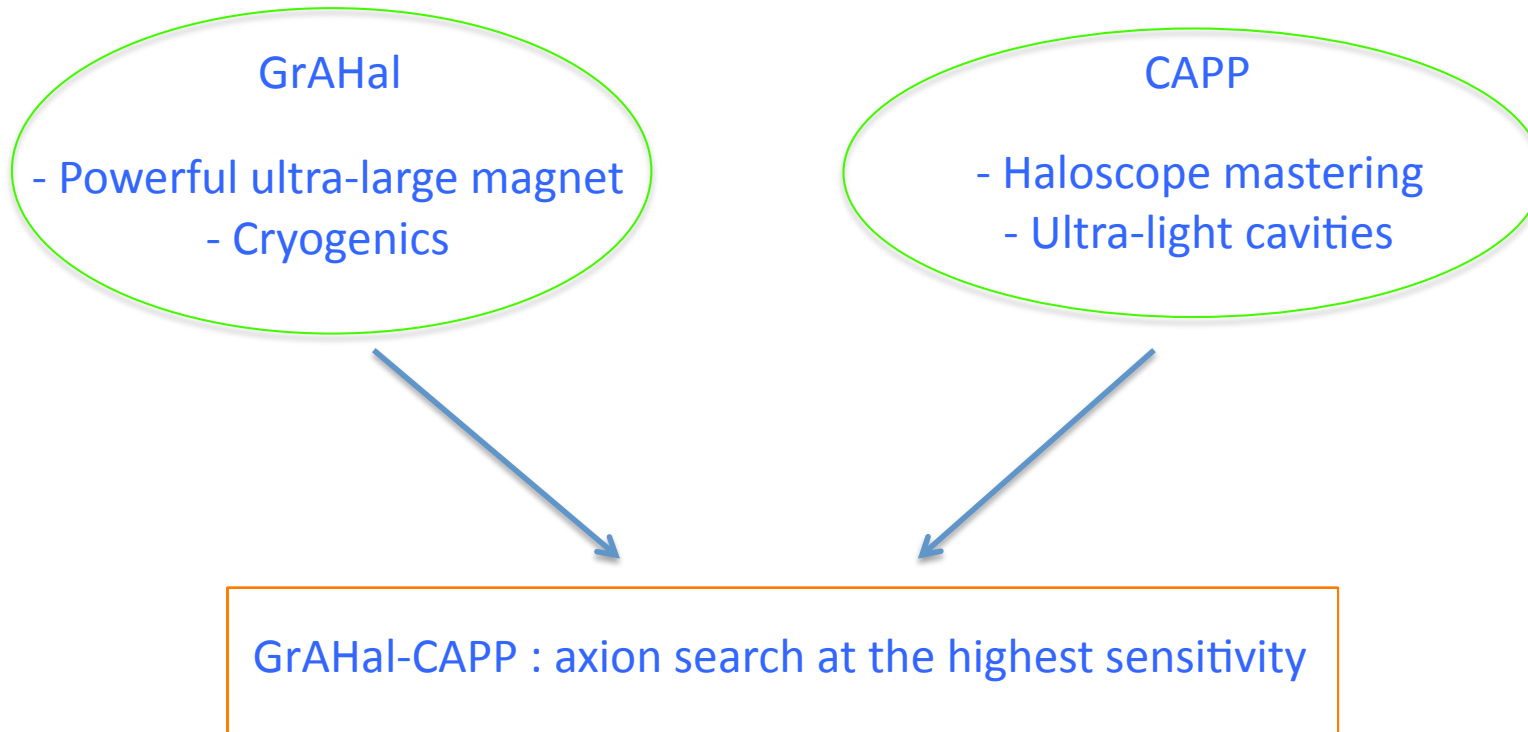 GrAHal
- Powerful ultra-large magnet
- Cryogenics
CAPP
- Haloscope mastering
- Ultra-light cavities
GrAHal-CAPP : axion search at the highest sensitivity